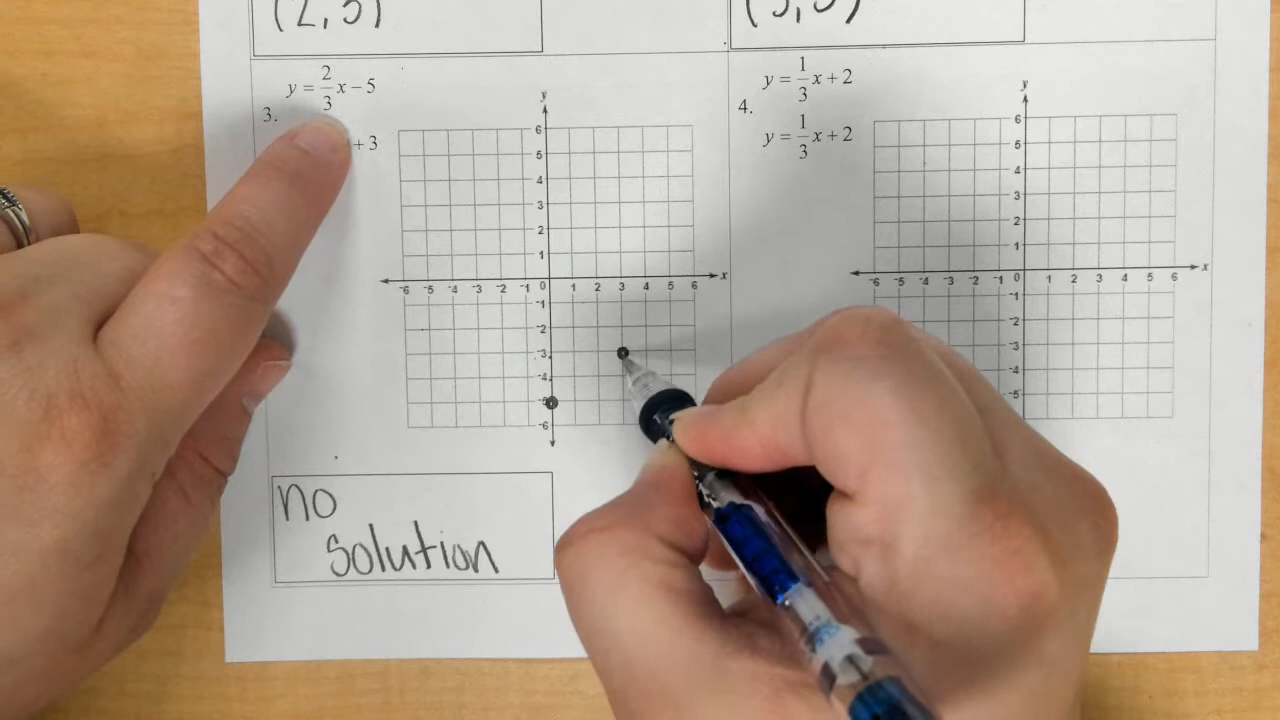 (2,5)
3. y = 2/3 x − 5
+ 3
y
6
5
4
3
2
1
-6 -5 -4 -3 -2 -1 0 1 2 3 4 5 6 x
-1
-2
-3
-4
-6
no
solution
4. y = 1/3 x + 2
y = 1/3 x + 2
y
6
5
4
3
2
1
-6 -5 -4 -3 -2 -1 0 1 2 3 4 5 6 x
-1
-2
-3
-4
-5